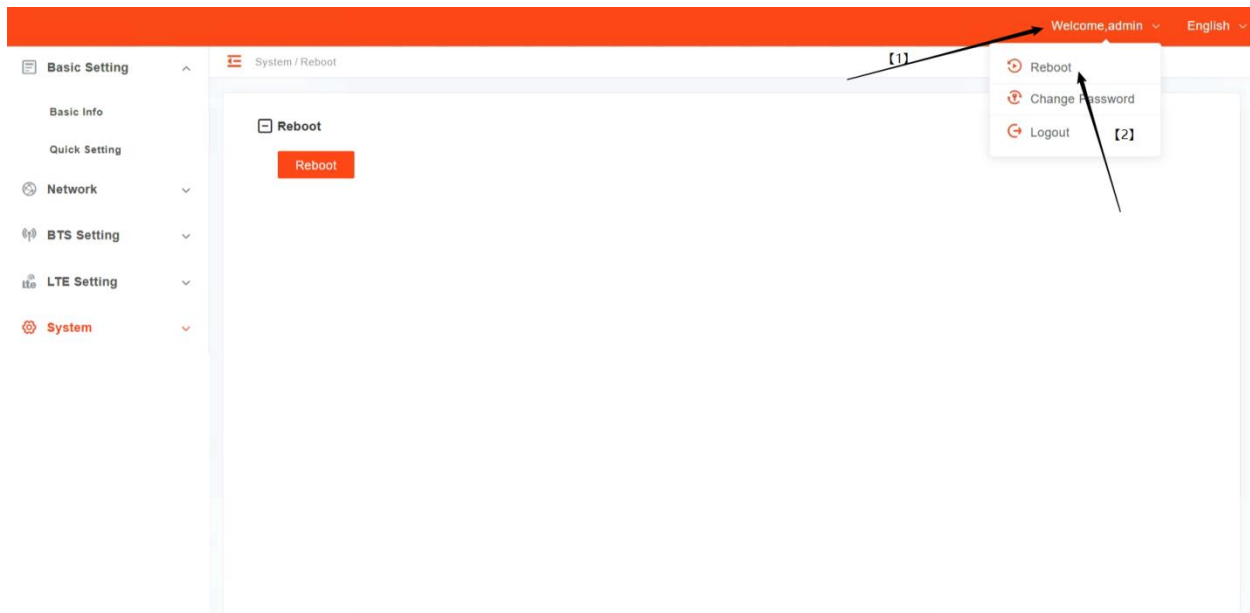 Welcome,admin English
Basic Setting
System / Reboot
【1】
Reboot
Basic Info
Change Password
Reboot
Logout
【2】
Quick Setting
Reboot
Network
BTS Setting
LTE Setting
System